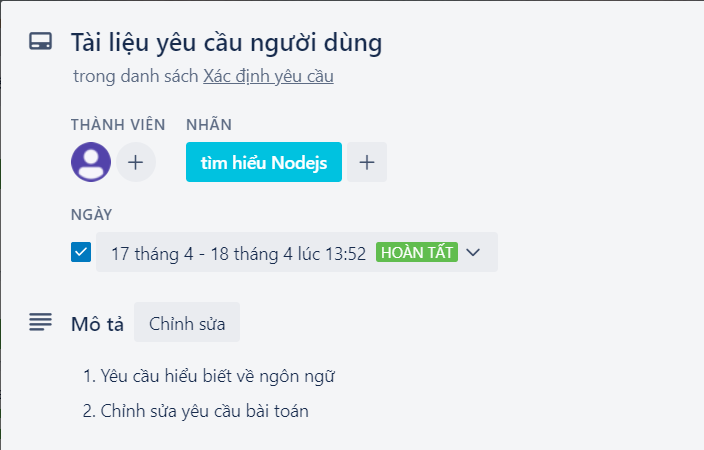 Tài liệu yêu cầu người dùng
trong danh sách Xác định yêu cầu
THÀNH VIÊN NHÃN
tìm hiểu Nodejs
NGÀY
17 tháng 4 - 18 tháng 4 lúc 13:52 HOÀN TẤT
Mô tả Chỉnh sửa
1. Yêu cầu hiểu biết về ngôn ngữ
2. Chỉnh sửa yêu cầu bài toán